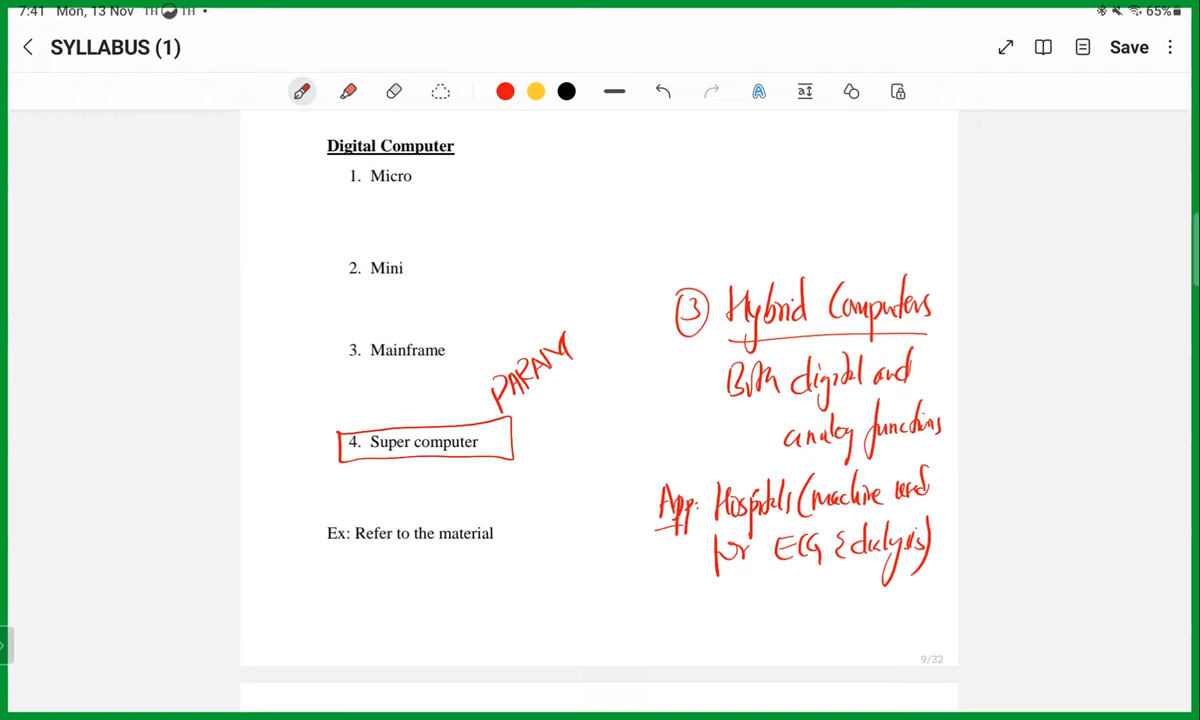 7:41 Mon, 13 Nov TH TH •
65%
SYLLABUS (1)
Save
Digital Computer
1. Micro
2. Mini
3. Mainframe
PARAM
4. Super computer
Ex: Refer to the material
③ Hybrid Computers
Both digital and
analog functions
App: Hospitals (machine used
for ECG & dialysis)
9/32